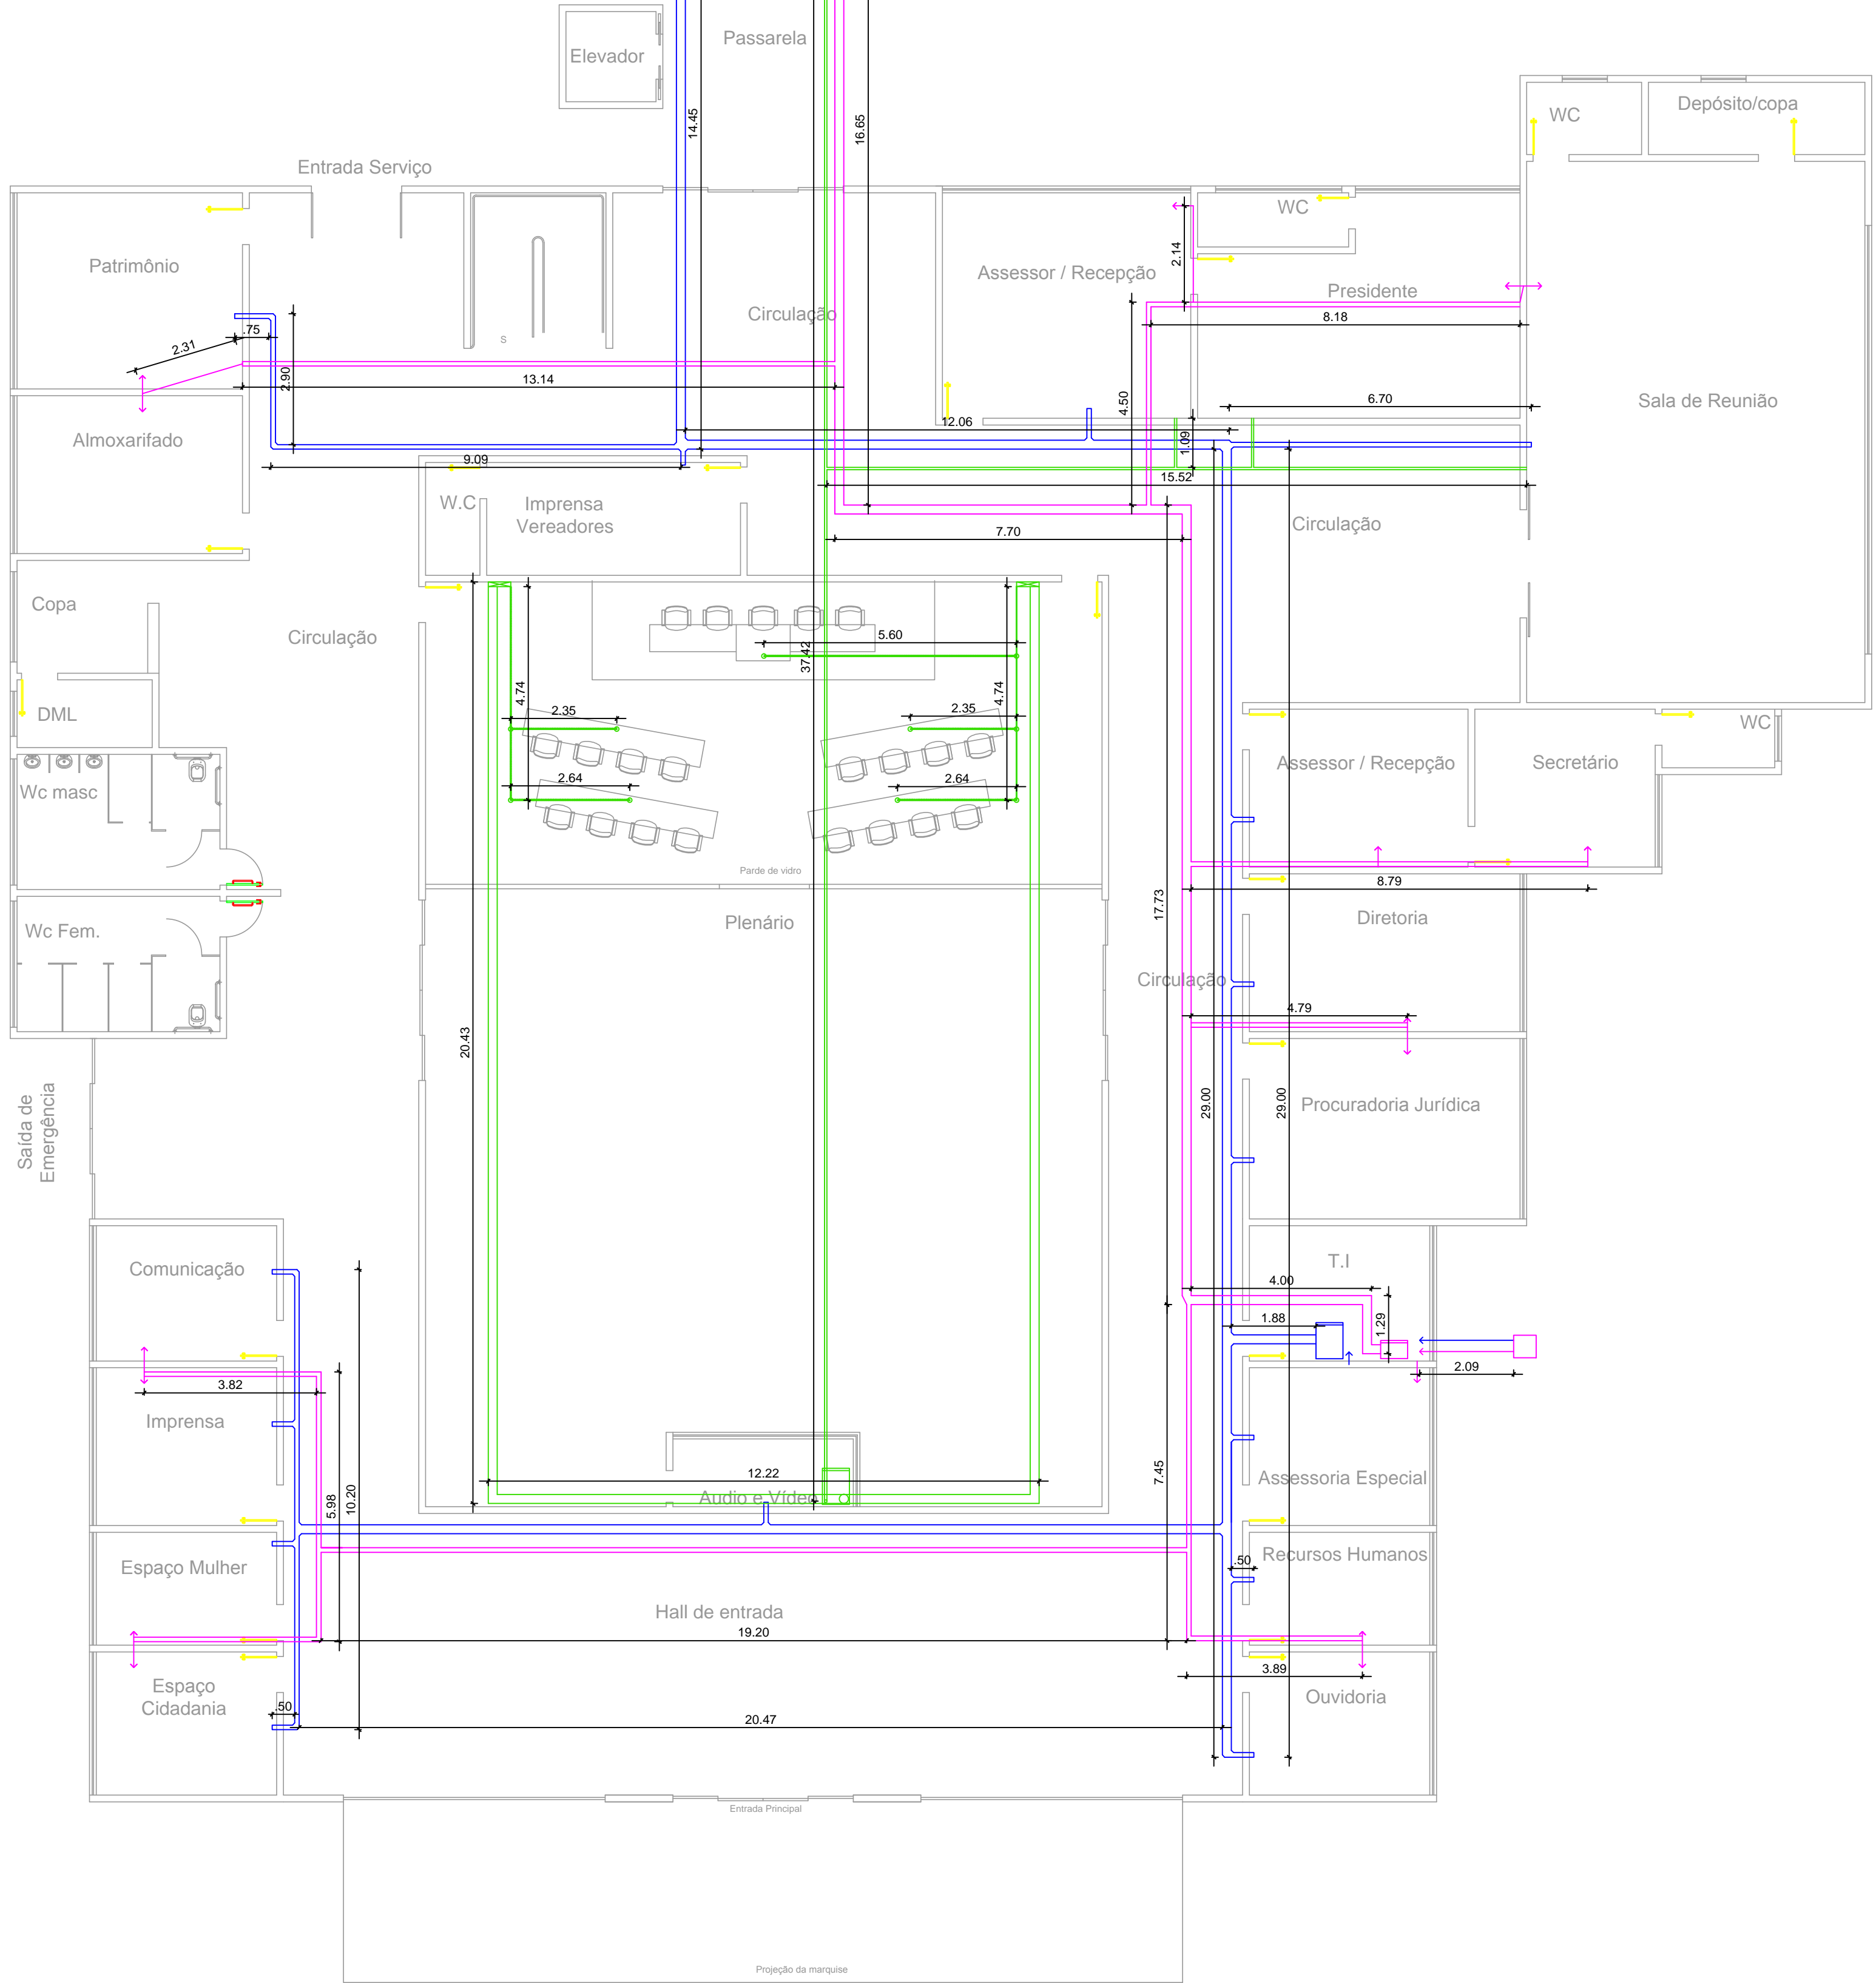 Passarela
Elevador
14.45
16.65
WC
Depósito/copa
Entrada Serviço
WC
2.14
Patrimônio
Assessor / Recepção
Presidente
Circulação
8.18
.75
2.31
S
2.90
13.14
4.50
6.70
Sala de Reunião
12.06
Almoxarifado
1.09
9.09
15.52
W.C
Imprensa
Vereadores
Circulação
7.70
Copa
Circulação
5.60
37.42
4.74
4.74
2.35
2.35
DML
WC
Assessor / Recepção
Secretário
2.64
2.64
Wc masc
Parde de vidro
8.79
17.73
Plenário
Diretoria
Wc Fem.
Circulação
4.79
20.43
Saída de
Emergência
29.00
29.00
Procuradoria Jurídica
Comunicação
T.I
4.00
1.88
1.29
2.09
3.82
Imprensa
12.22
7.45
Assessoria Especial
Audio e Vídeo
5.98
10.20
Espaço Mulher
.50
Recursos Humanos
Hall de entrada
19.20
3.89
Espaço
Cidadania
.50
Ouvidoria
20.47
Entrada Principal
Projeção da marquise